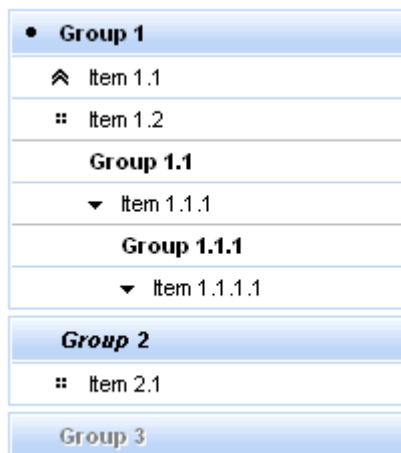 Group 1
Item 1.1
Item 1.2
Group 1.1
Item 1.1.1
Group 1.1.1
Item 1.1.1.1
Group 2
Item 2.1
Group 3